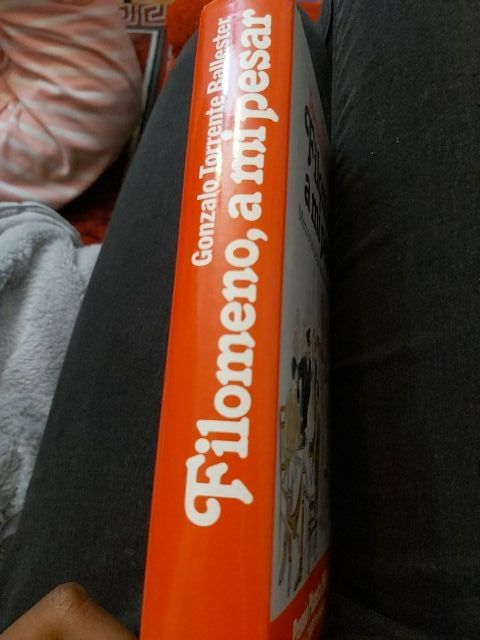 Gonzalo Torrente Ballester
Filomeno, a mi pesar